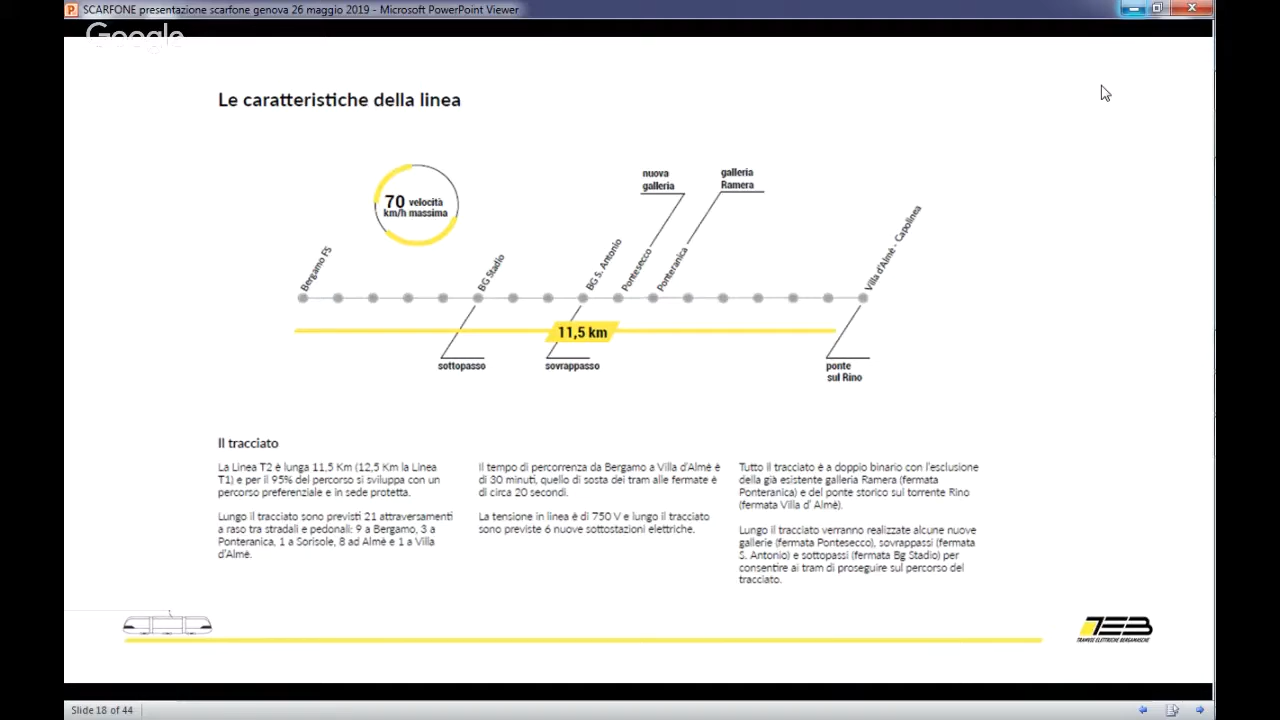 SCARFONE presentazione scarfone genova 26 maggio 2019 - Microsoft PowerPoint Viewer
Google
Le caratteristiche della linea
70 velocità
km/h massima
nuova
galleria
galleria
Ramera
Bergamo FS
BG Stadio
BG S. Antonio
Pontesecco
Ponteranica
Villa d'Almè - Capolinea
11,5 km
sottopasso
sovrappasso
ponte
sul Rino
Il tracciato
La Linea T2 è lunga 11,5 Km (12,5 Km la Linea
T1) e per il 95% del percorso si sviluppa con un
percorso preferenziale e in sede protetta.
Lungo il tracciato sono previsti 21 attraversamenti
a raso tra stradali e pedonali: 9 a Bergamo, 3 a
Ponteranica, 1 a Sorisole, 8 ad Almè e 1 a Villa
d'Almè.
Il tempo di percorrenza da Bergamo a Villa d'Almè è
di 30 minuti, quello di sosta dei tram alle fermate è
di circa 20 secondi.
La tensione in linea è di 750 V e lungo il tracciato
sono previste 6 nuove sottostazioni elettriche.
Tutto il tracciato è a doppio binario con l'esclusione
della già esistente galleria Ramera (fermata
Ponteranica) e del ponte storico sul torrente Rino
(fermata Villa d' Almè).
Lungo il tracciato verranno realizzate alcune nuove
gallerie (fermata Pontesecco), sovrappassi (fermata
S. Antonio) e sottopassi (fermata Bg Stadio) per
consentire ai tram di proseguire sul percorso del
tracciato.
TEB
TRAMVIE ELETTRICHE BERGAMASCHE
Slide 18 of 44